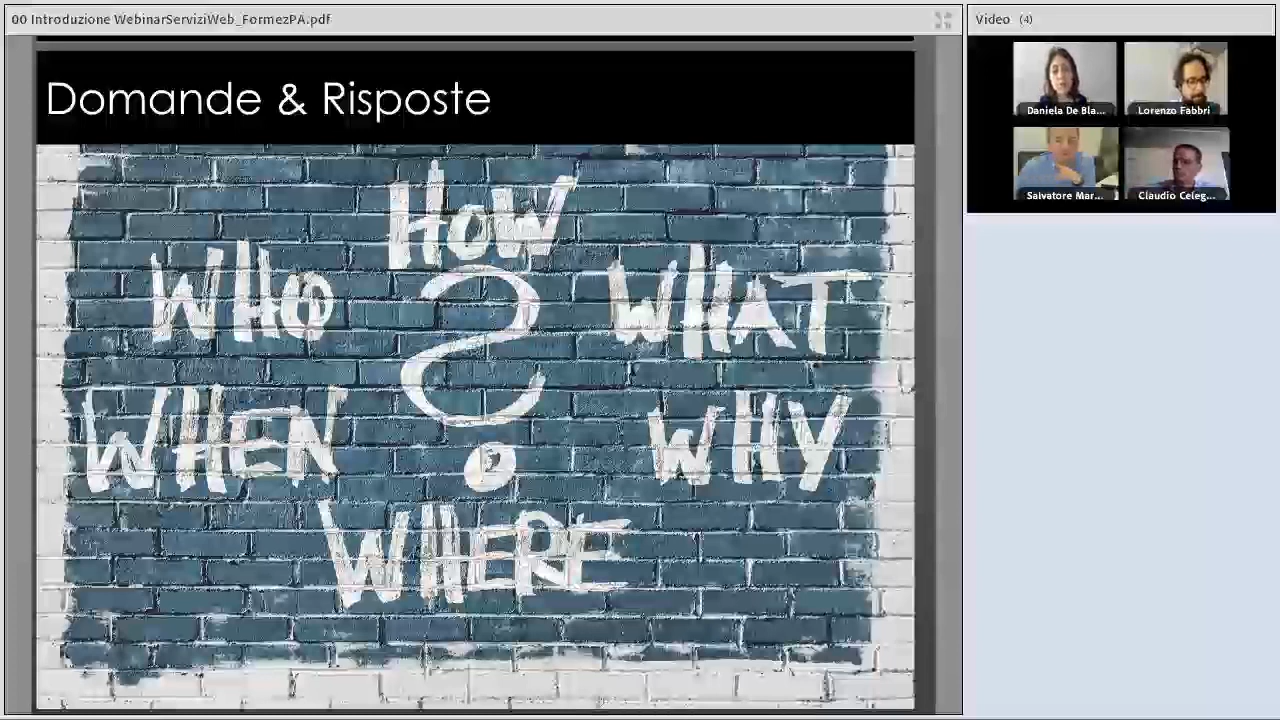 00 Introduzione WebinarServiziWeb_FormezPA.pdf
Video (4)
Domande & Risposte
HOW
WHO
?
WHAT
WHEN
WHY
WHERE
Daniela De Bla...
Lorenzo Fabbri
Salvatore Mar...
Claudio Celeg...